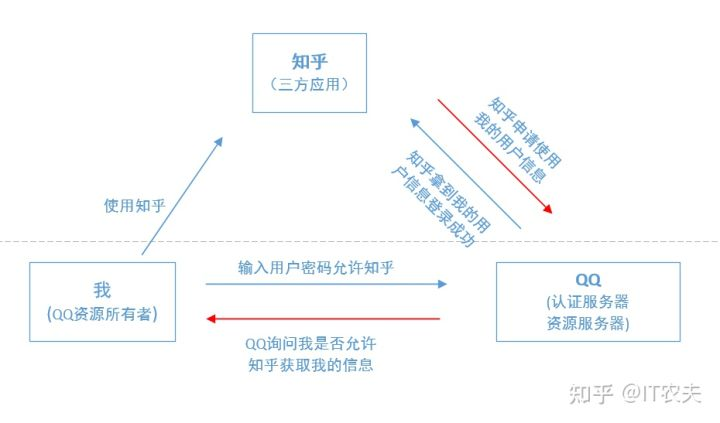 知乎
（三方应用）
知乎申请使用
我的用户信息
知乎拿到我的用
户信息登录成功
使用知乎
我
(QQ资源所有者)
输入用户密码允许知乎
QQ
(认证服务器
资源服务器)
QQ询问我是否允许
知乎获取我的信息
知乎 @IT农夫